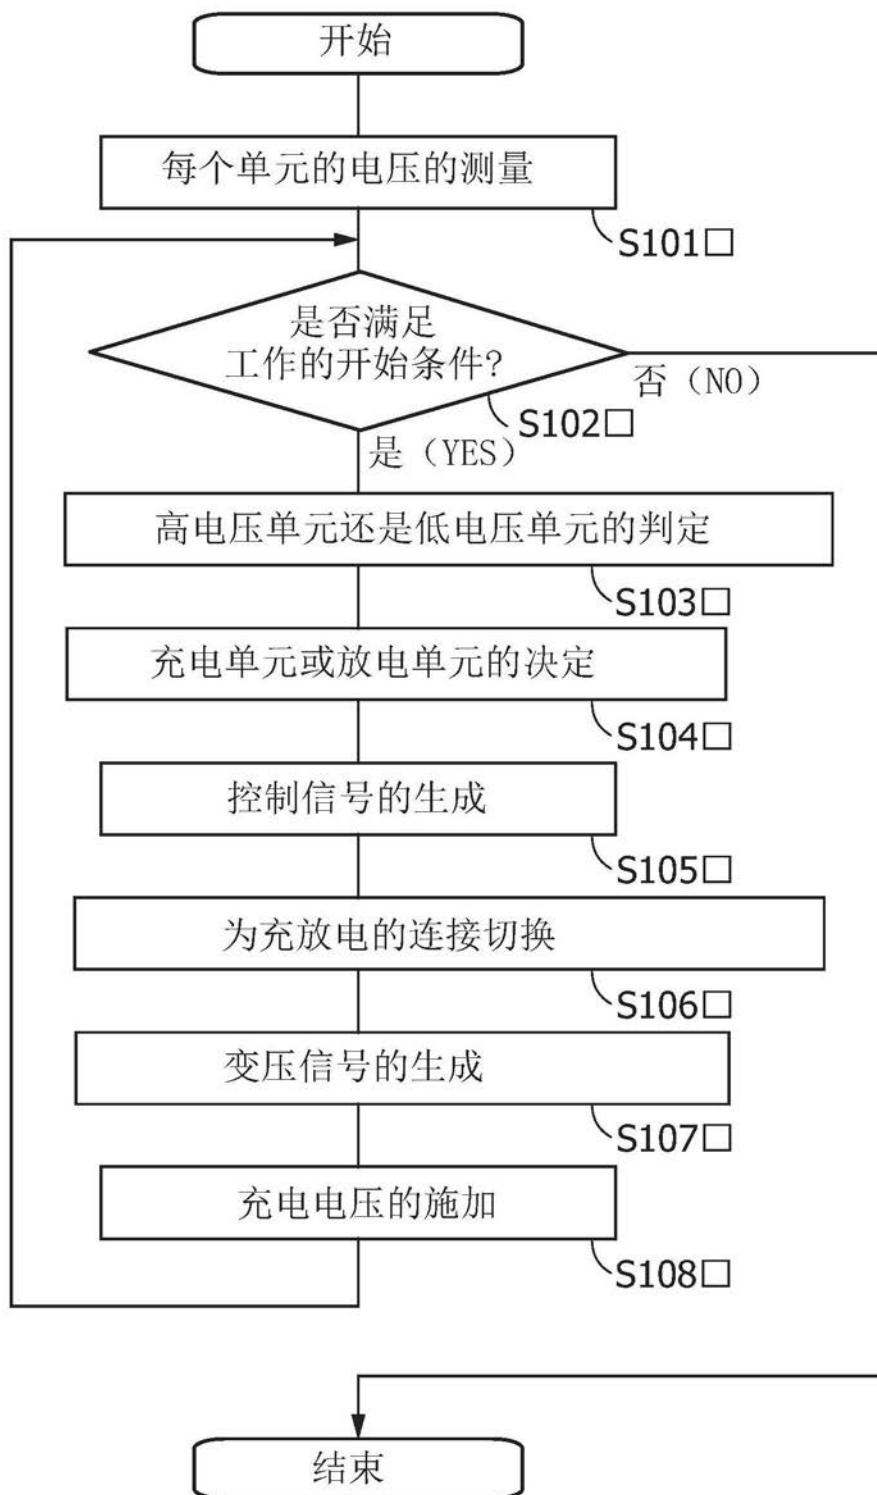 开始
每个单元的电压的测量
S101□
是否满足
工作的开始条件?
否（NO）
S102□
是（YES）
高电压单元还是低电压单元的判定
S103□
充电单元或放电单元的决定
S104□
控制信号的生成
S105□
为充放电的连接切换
S106□
变压信号的生成
S107□
充电电压的施加
S108□
结束